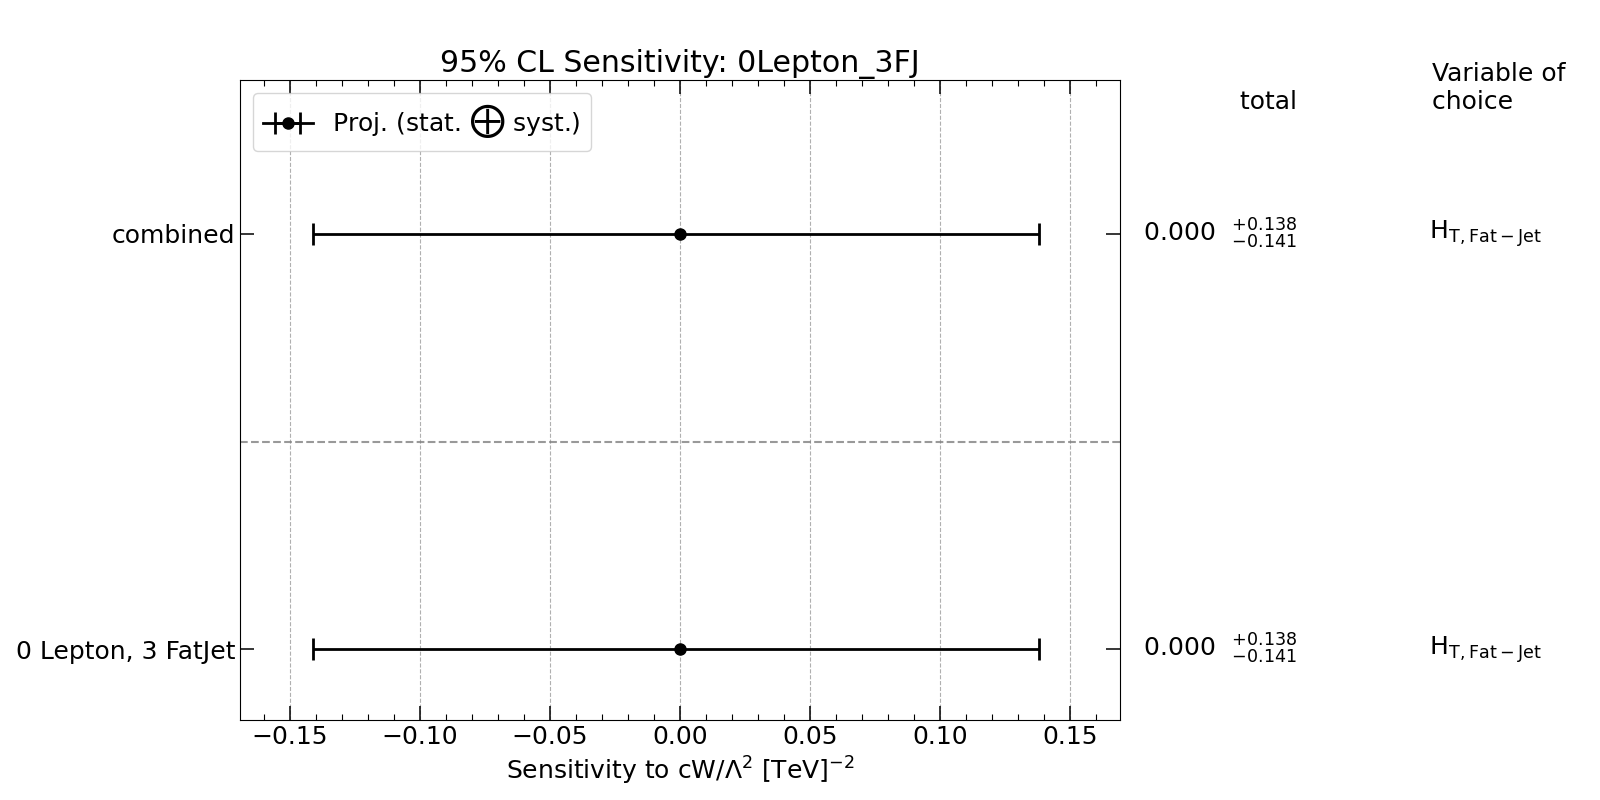 95% CL Sensitivity: 0Lepton_3FJ
total
Variable of
choice
Proj. (stat. ⊕ syst.)
combined
0.000 +0.138 −0.141
H_T, Fat−Jet
0 Lepton, 3 FatJet
0.000 +0.138 −0.141
H_T, Fat−Jet
−0.15 −0.10 −0.05 0.00 0.05 0.10 0.15
Sensitivity to cW/Λ² [TeV]⁻²